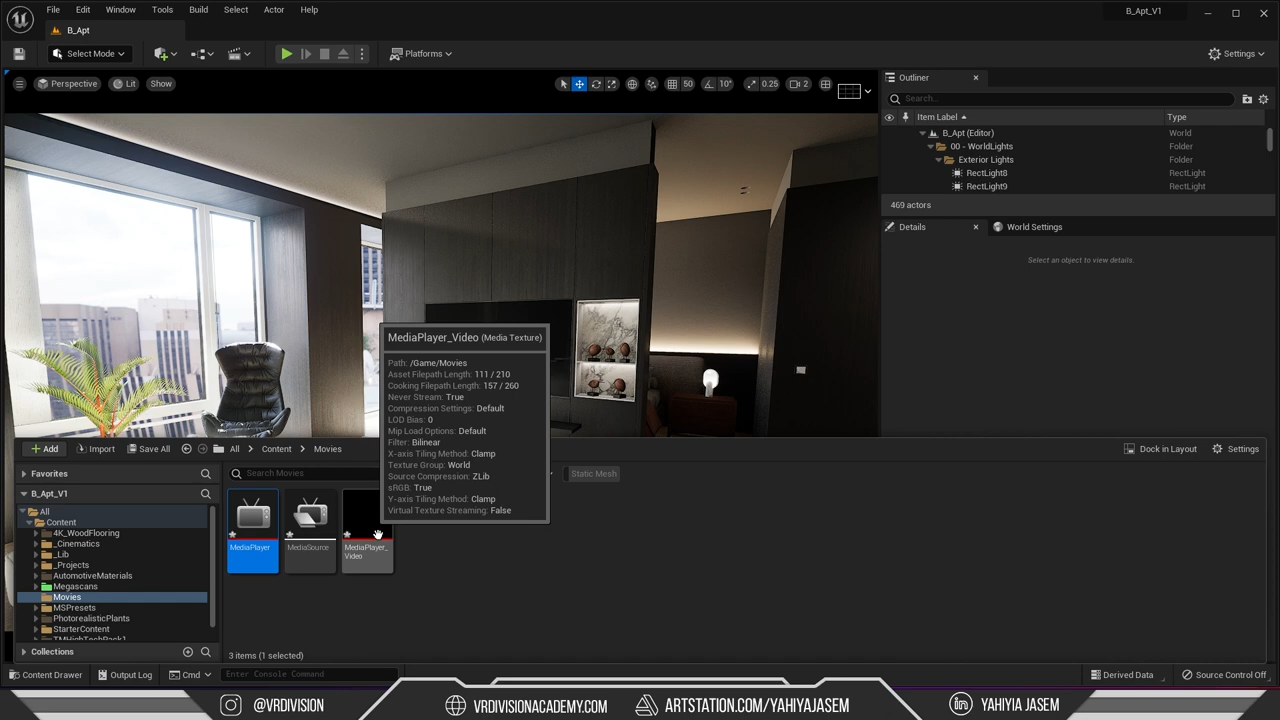 File Edit Window Tools Build Select Actor Help
B_Apt_V1
B_Apt
Select Mode
Platforms
Settings
Perspective Lit Show
50 10° 0.25 2
Outliner
Search...
Item Label Type
B_Apt (Editor) World
00 - WorldLights Folder
Exterior Lights Folder
RectLight8 RectLight
RectLight9 RectLight
469 actors
Details World Settings
Select an object to view details.
MediaPlayer_Video (Media Texture)
Path: /Game/Movies
Asset Filepath Length: 111 / 210
Cooking Filepath Length: 157 / 260
Never Stream: True
Compression Settings: Default
LOD Bias: 0
Mip Load Options: Default
Filter: Bilinear
X-axis Tiling Method: Clamp
Texture Group: World
Source Compression: ZLib
sRGB: True
Y-axis Tiling Method: Clamp
Virtual Texture Streaming: False
Add Import Save All All Content Movies
Dock in Layout Settings
Favorites
Search Movies
Static Mesh
B_Apt_V1
All
Content
4K_WoodFlooring
_Cinematics
_Lib
_Projects
AutomotiveMaterials
Megascans
Movies
MSPresets
PhotorealisticPlants
StarterContent
TMHighTechPack1
Collections
MediaPlayer
MediaSource
MediaPlayer_
Video
3 items (1 selected)
Content Drawer Output Log Cmd Enter Console Command
Derived Data Source Control Off
@VRDIVISION
VRDIVISIONACADEMY.COM
ARTSTATION.COM/YAHIYAJASEM
YAHIYIA JASEM